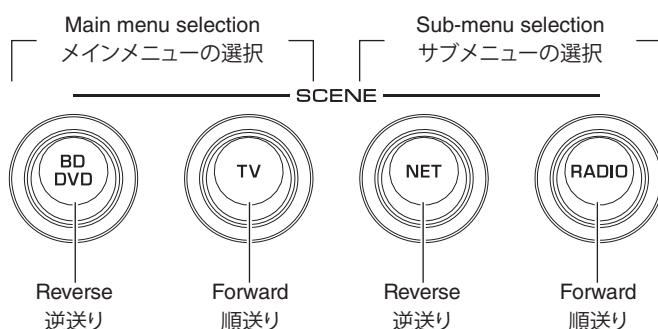 Main menu selection
メインメニューの選択
Sub-menu selection
サブメニューの選択
SCENE
BD
DVD
TV
NET
RADIO
Reverse
逆送り
Forward
順送り
Reverse
逆送り
Forward
順送り